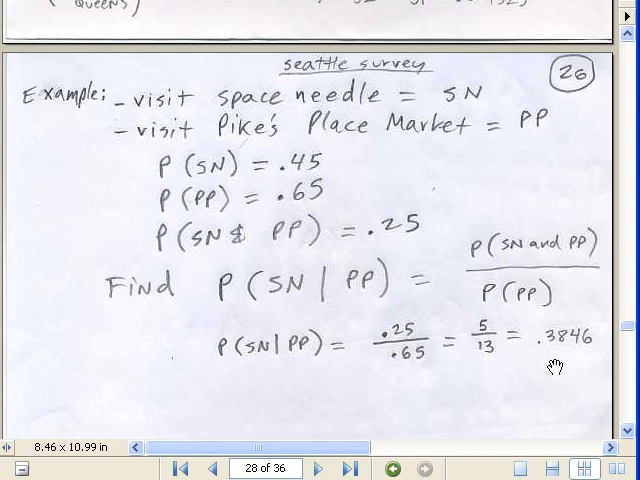 Queens)
seattle survey
26
Example: - visit space needle = SN
- visit Pike's Place Market = PP
P (SN) = .45
P (PP) = .65
P (SN & PP) = .25
Find P (SN | PP) = P(SN and PP) / P(PP)
P(SN|PP) = .25 / .65 = 5/13 = .3846
8.46 x 10.99 in
28 of 36